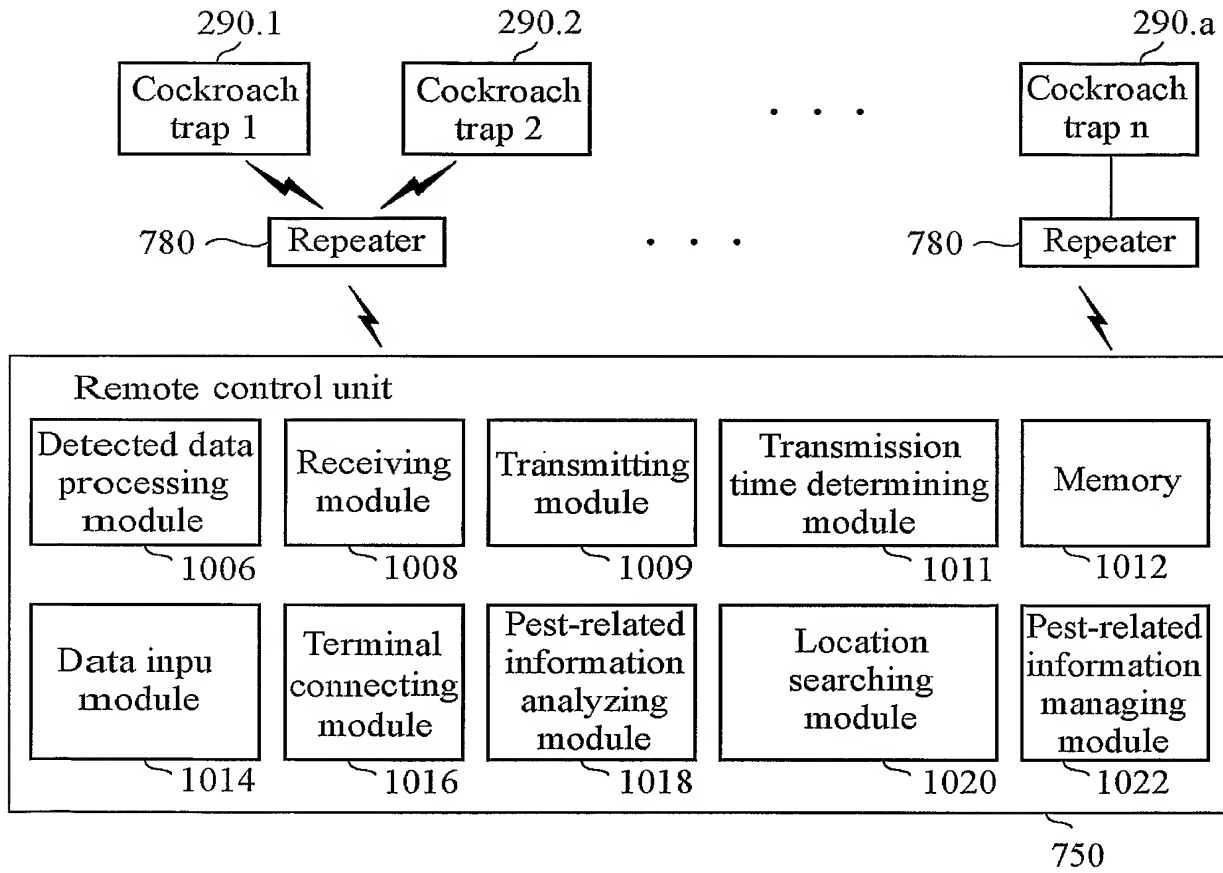 290.1
290.2
290.a
Cockroach
trap 1
Cockroach
trap 2
. . .
Cockroach
trap n
780
Repeater
. . .
780
Repeater
Remote control unit
Detected data
processing
module
Receiving
module
Transmitting
module
Transmission
time determining
module
Memory
1006
1008
1009
1011
1012
Data inpu
module
Terminal
connecting
module
Pest-related
information
analyzing
module
Location
searching
module
Pest-related
information
managing
module
1014
1016
1018
1020
1022
750